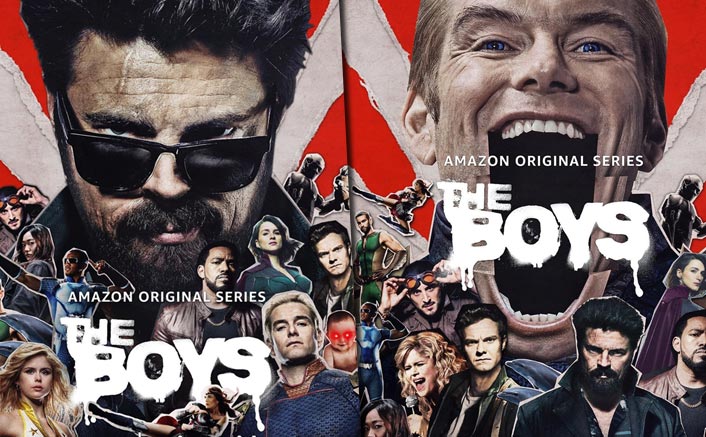 AMAZON ORIGINAL SERIES
THE
BOYS
AMAZON ORIGINAL SERIES
THE
BOYS